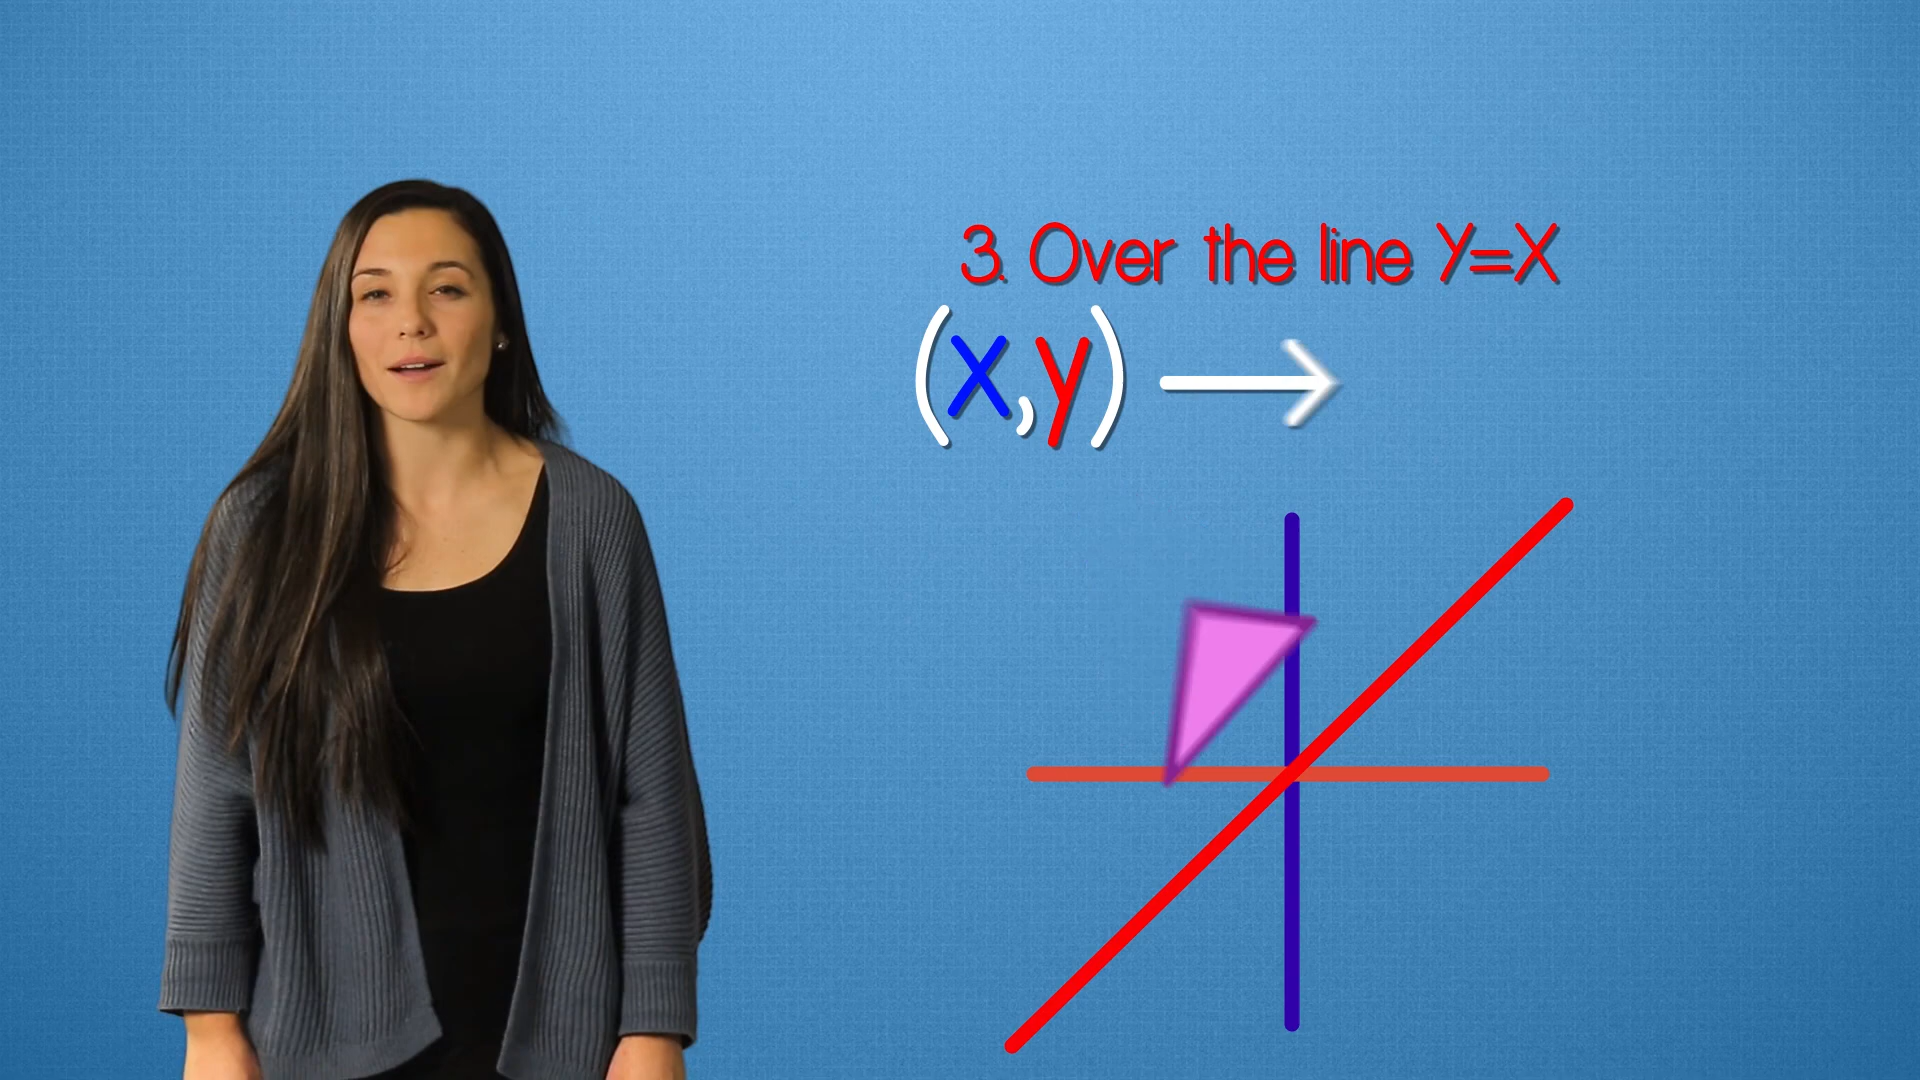 3. Over the line Y=X
(x,y) →